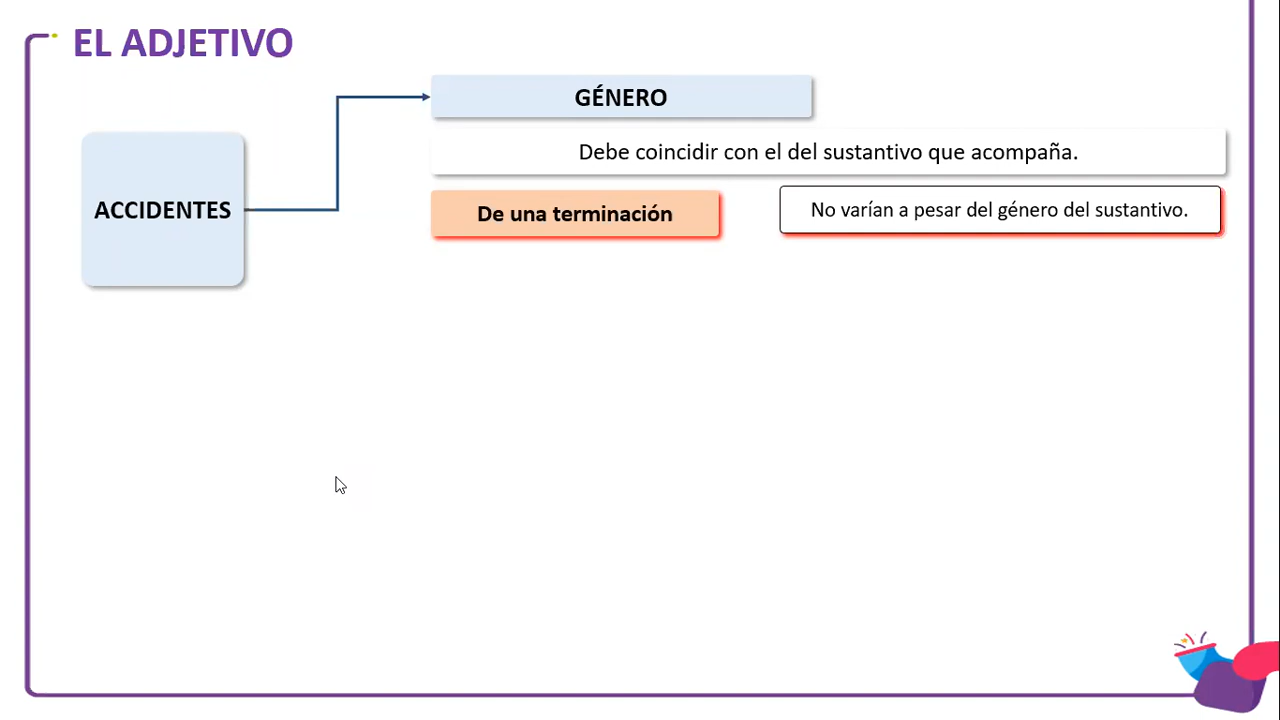 EL ADJETIVO
GÉNERO
Debe coincidir con el del sustantivo que acompaña.
ACCIDENTES
De una terminación
No varían a pesar del género del sustantivo.